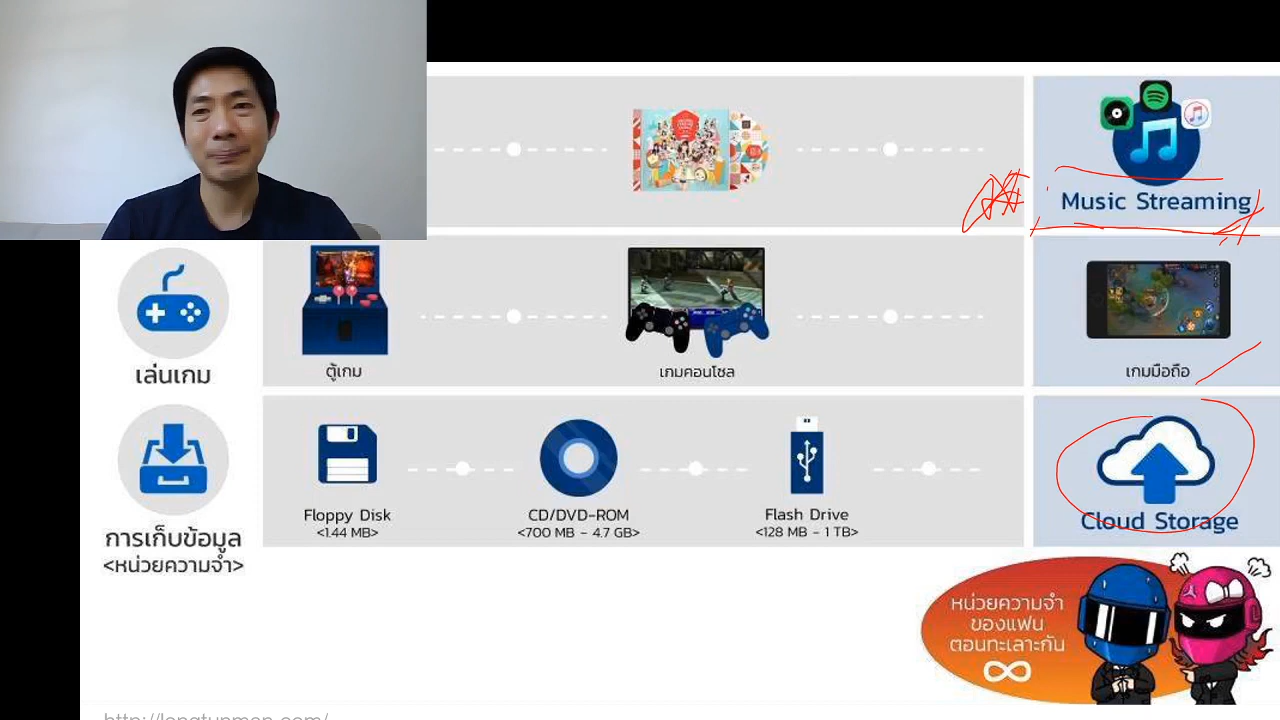 Music Streaming
เล่นเกม
ตู้เกม
เกมคอนโซล
เกมมือถือ
การเก็บข้อมูล
<หน่วยความจำ>
Floppy Disk
<1.44 MB>
CD/DVD-ROM
<700 MB - 4.7 GB>
Flash Drive
<128 MB - 1 TB>
Cloud Storage
หน่วยความจำ
ของแฟน
ตอนทะเลาะกัน
∞
http://longtunman.com/